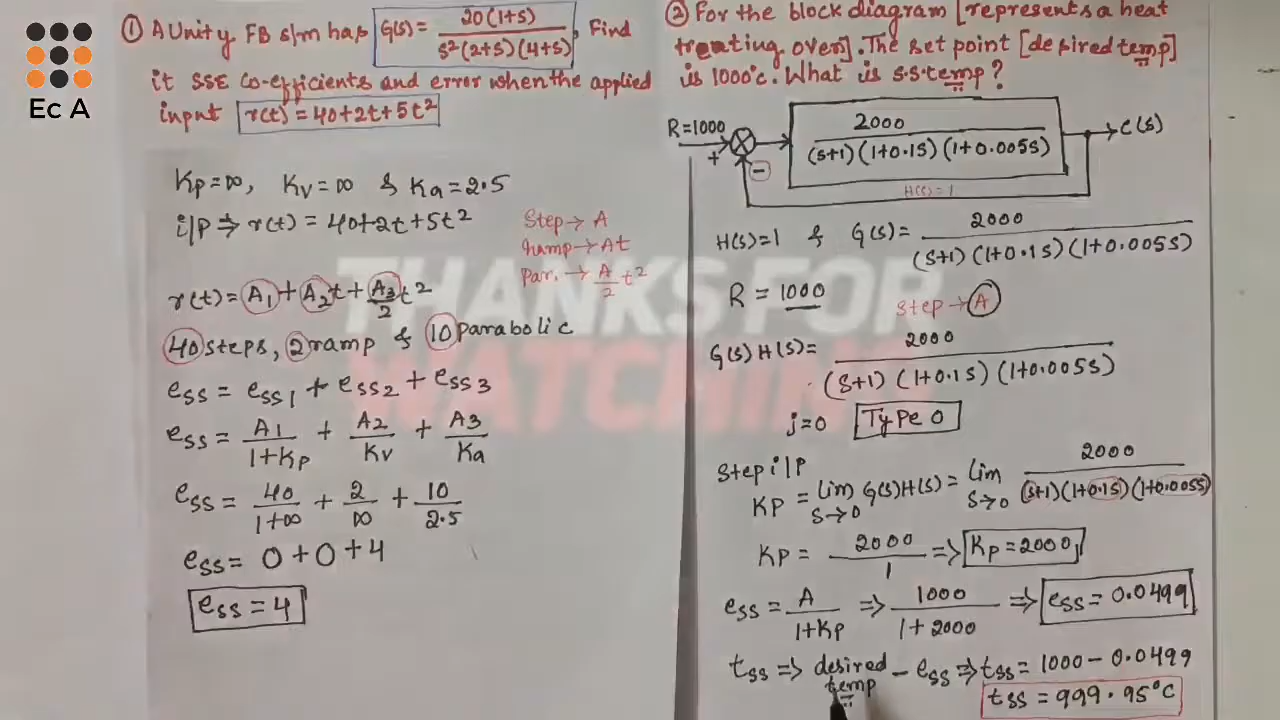 Ec A
① A Unity FB s/m has G(s) = 20(1+s) / s²(2+s)(4+s), Find
it SSE co-efficients and error when the applied
input r(t) = 40+2t+5t²
Kp=∞, Kv=∞ & Ka=2.5
i/p ⇒ r(t) = 40+2t+5t²
Step → A
ramp → At
Par. → A/2 t²
r(t) = A1 + A2t + A3/2 t²
40 steps, 2 ramp & 10 parabolic
ess = ess1 + ess2 + ess3
ess = A1/1+Kp + A2/Kv + A3/Ka
ess = 40/1+∞ + 2/∞ + 10/2.5
ess = 0+0+4
ess = 4
② For the block diagram [represents a heat
treating oven]. The set point [desired temp]
is 1000°c. What is s.s.temp?
R=1000
+
−
2000 / (s+1)(1+0.1s)(1+0.005s)
C(s)
H(s)=1
H(s)=1 & G(s)= 2000 / (s+1)(1+0.1s)(1+0.005s)
R = 1000
Step → A
G(s)H(s)= 2000 / (s+1)(1+0.1s)(1+0.005s)
j=0 Type 0
Step i/p
KP = lim s→0 G(s)H(s) = lim s→0 2000 / (s+1)(1+0.1s)(1+0.005s)
KP = 2000/1 ⇒ Kp=2000
ess = A/1+Kp ⇒ 1000/1+2000 ⇒ ess = 0.0499
tss ⇒ desired temp − ess ⇒ tss = 1000 − 0.0499
tss = 999.95°C
THANKS FOR
WATCHING